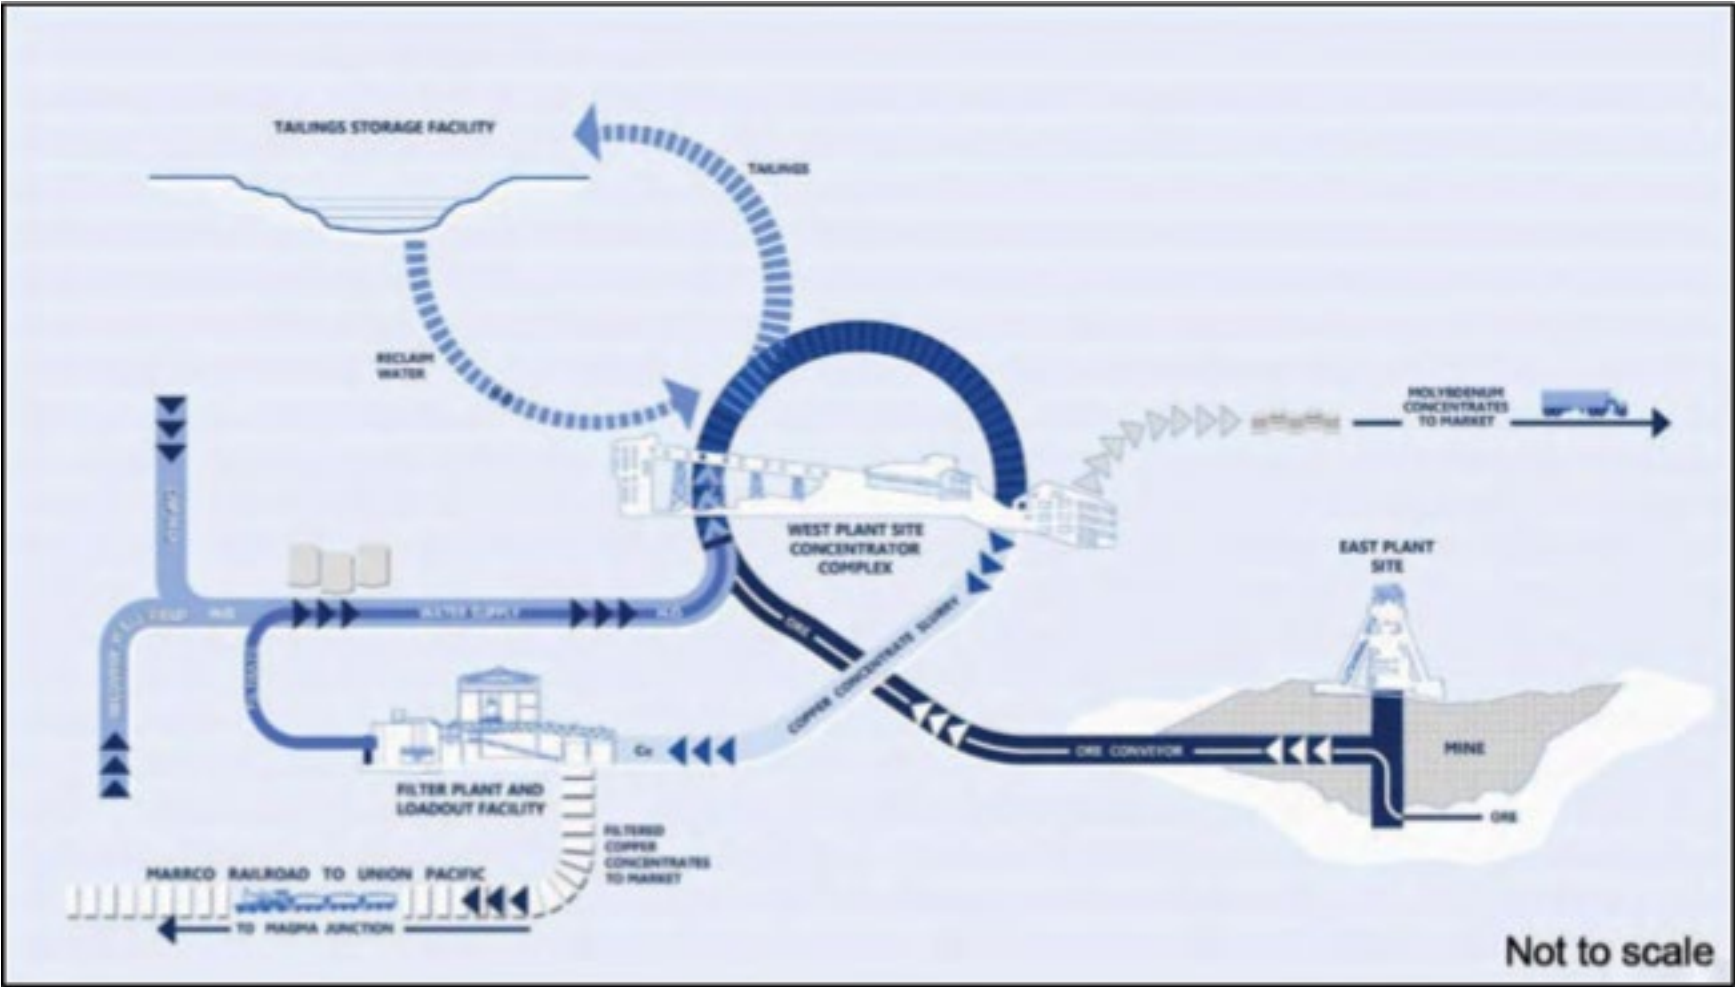 TAILINGS STORAGE FACILITY
TAILINGS
RECLAIM
WATER
MOLYBDENUM
CONCENTRATES
TO MARKET
WEST PLANT SITE
CONCENTRATOR
COMPLEX
EAST PLANT
SITE
WATER SUPPLY
ORE
COPPER CONCENTRATE SLURRY
Cu
ORE CONVEYOR
MINE
ORE
FILTER PLANT AND
LOADOUT FACILITY
FILTERED
COPPER
CONCENTRATES
TO MARKET
MARRCO RAILROAD TO UNION PACIFIC
TO MAGMA JUNCTION
Not to scale